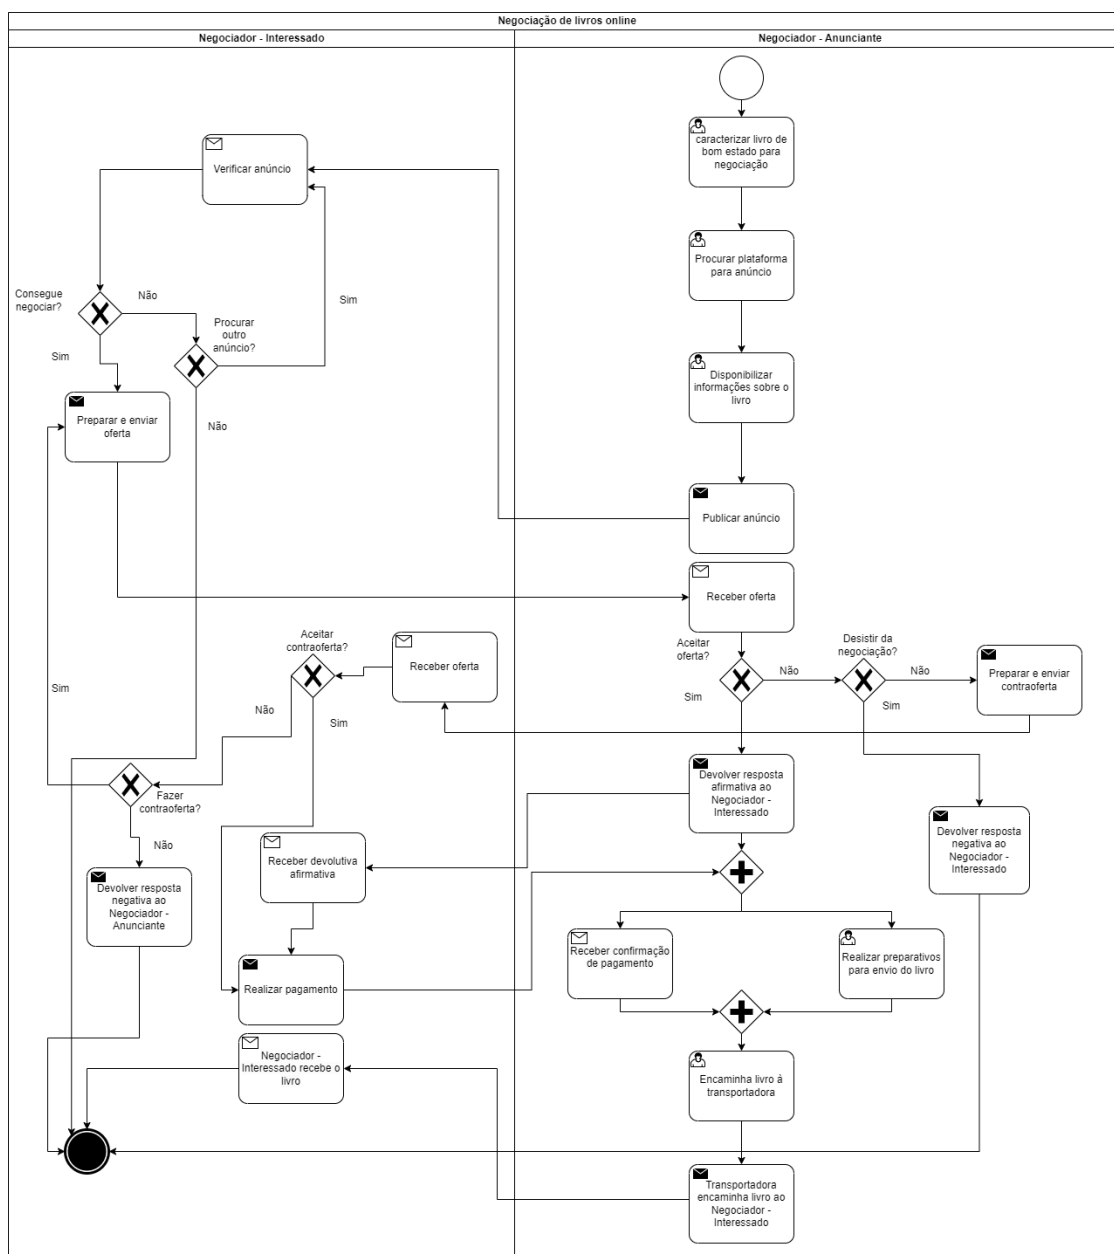 Negociação de livros online
Negociador - Interessado
Negociador - Anunciante
caracterizar livro de
bom estado para
negociação
Verificar anúncio
Procurar plataforma
para anúncio
Consegue
negociar?
Não
Sim
Procurar
outro
anúncio?
Sim
Disponibilizar
informações sobre o
livro
Preparar e enviar
oferta
Não
Publicar anúncio
Receber oferta
Aceitar
contraoferta?
Receber oferta
Aceitar
oferta?
Desistir da
negociação?
Não
Não
Preparar e enviar
contraoferta
Sim
Sim
Sim
Não
Sim
Devolver resposta
afirmativa ao
Negociador -
Interessado
Fazer
contraoferta?
Não
Devolver resposta
negativa ao
Negociador -
Interessado
Receber devolutiva
afirmativa
Devolver resposta
negativa ao
Negociador -
Anunciante
Receber confirmação
de pagamento
Realizar preparativos
para envio do livro
Realizar pagamento
Negociador -
Interessado recebe o
livro
Encaminha livro à
transportadora
Transportadora
encaminha livro ao
Negociador -
Interessado